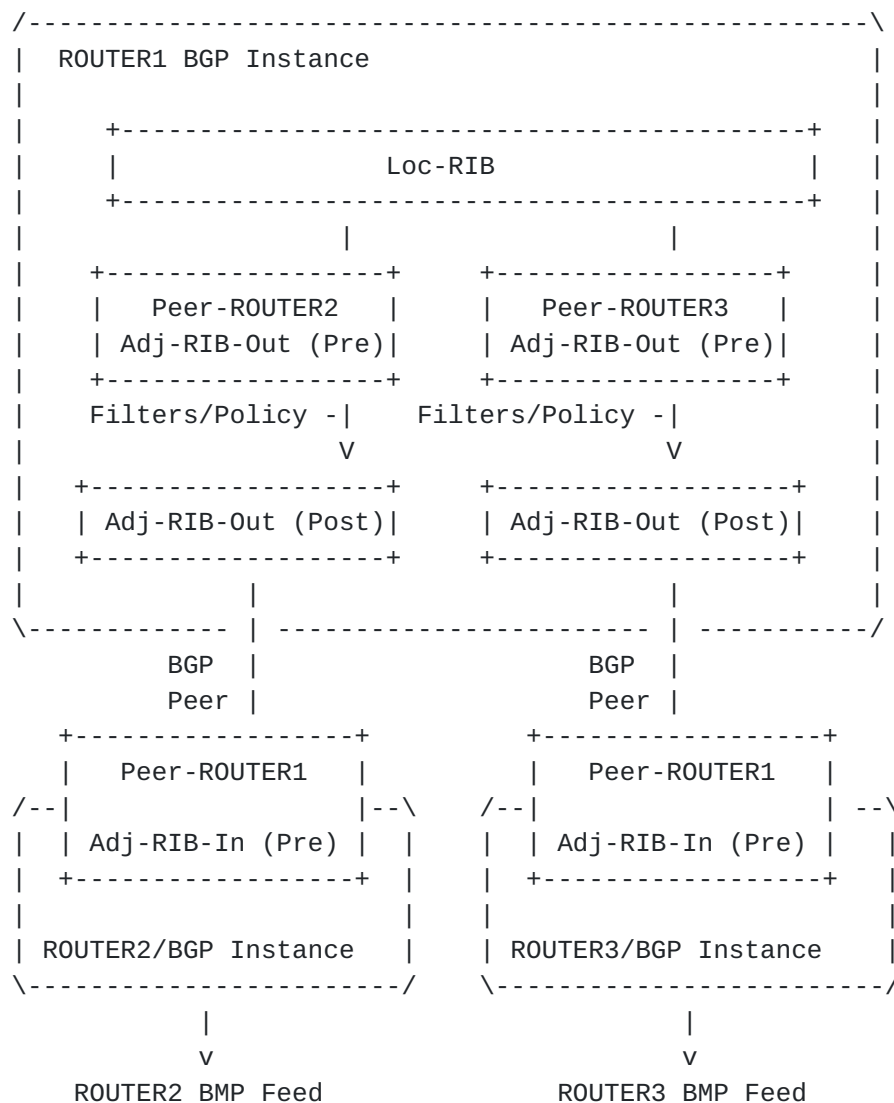 ROUTER1 BGP Instance
Loc-RIB
Peer-ROUTER2 Peer-ROUTER3
Adj-RIB-Out (Pre) Adj-RIB-Out (Pre)
Filters/Policy - Filters/Policy -
V V
Adj-RIB-Out (Post) Adj-RIB-Out (Post)
BGP BGP
Peer Peer
Peer-ROUTER1 Peer-ROUTER1
Adj-RIB-In (Pre) Adj-RIB-In (Pre)
ROUTER2/BGP Instance ROUTER3/BGP Instance
v v
ROUTER2 BMP Feed ROUTER3 BMP Feed